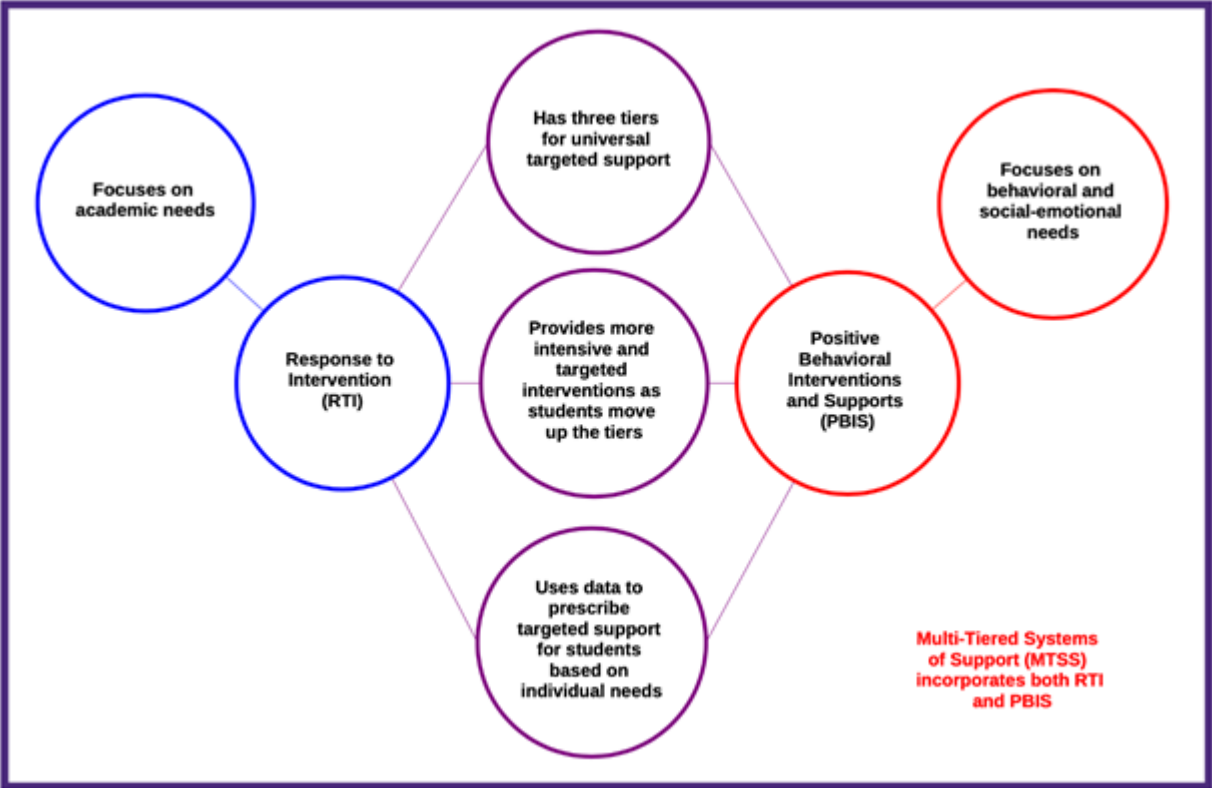 Has three tiers
for universal
targeted support
Focuses on
academic needs
Focuses on
behavioral and
social-emotional
needs
Response to
Intervention
(RTI)
Provides more
intensive and
targeted
interventions as
students move
up the tiers
Positive
Behavioral
Interventions
and Supports
(PBIS)
Uses data to
prescribe
targeted support
for students
based on
individual needs
Multi-Tiered Systems
of Support (MTSS)
incorporates both RTI
and PBIS